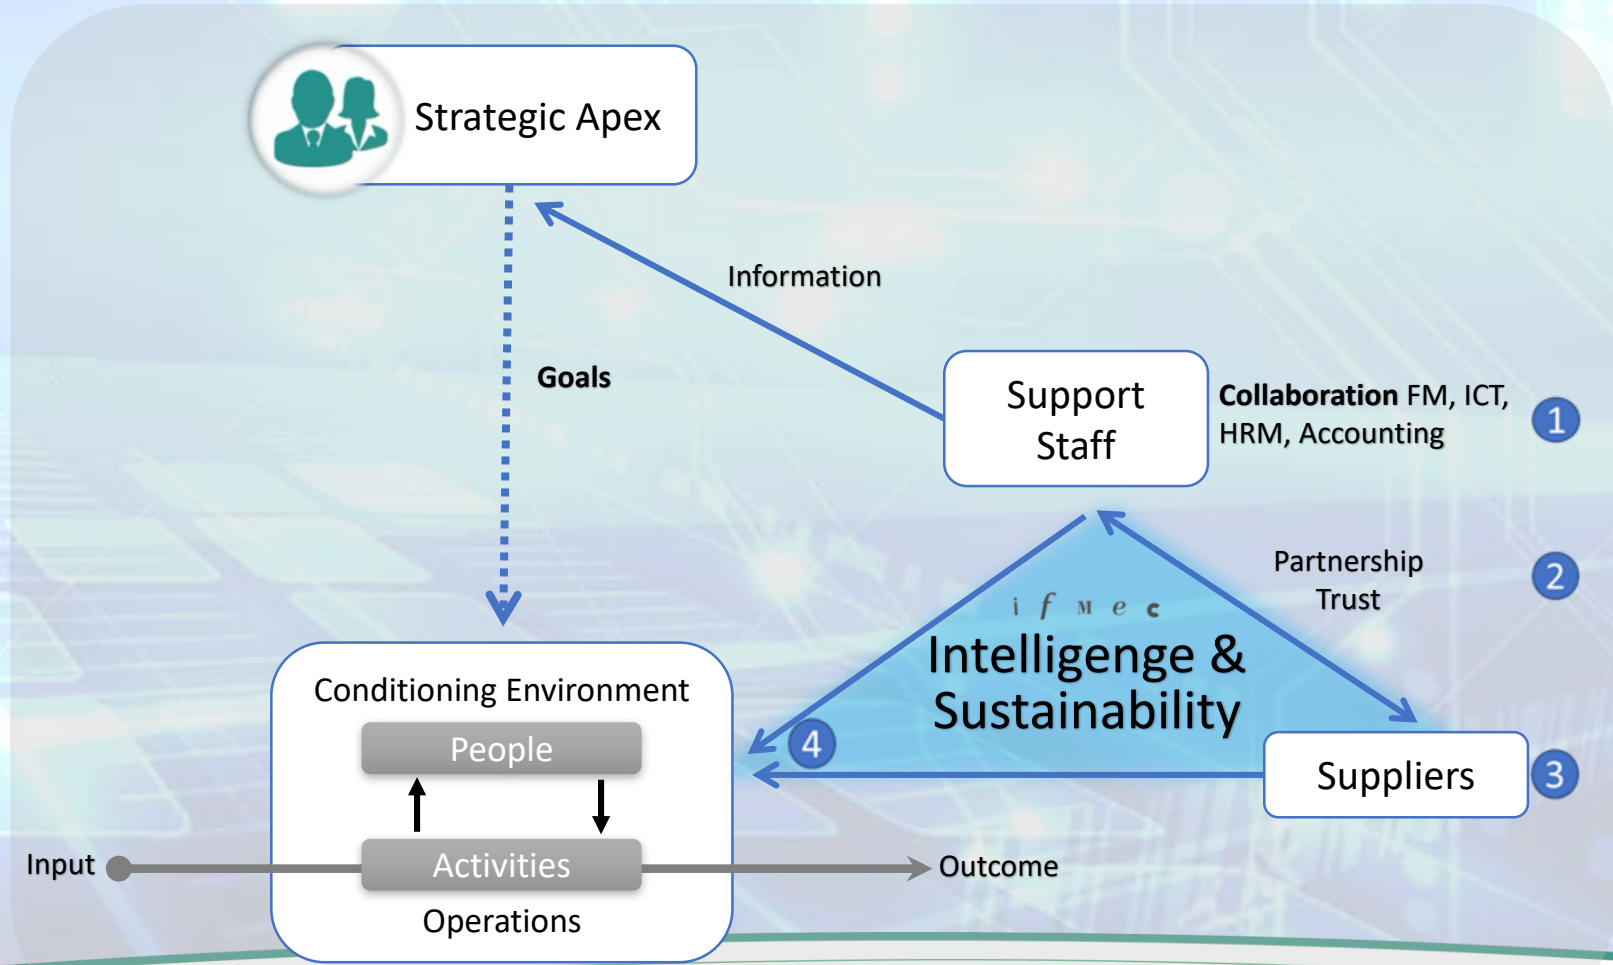 Strategic Apex
Information
Goals
Support
Staff
Collaboration FM, ICT,
HRM, Accounting
1
Partnership
Trust
2
i f M e c
Intelligenge &
Sustainability
Conditioning Environment
People
4
Suppliers
3
Input
Activities
Outcome
Operations